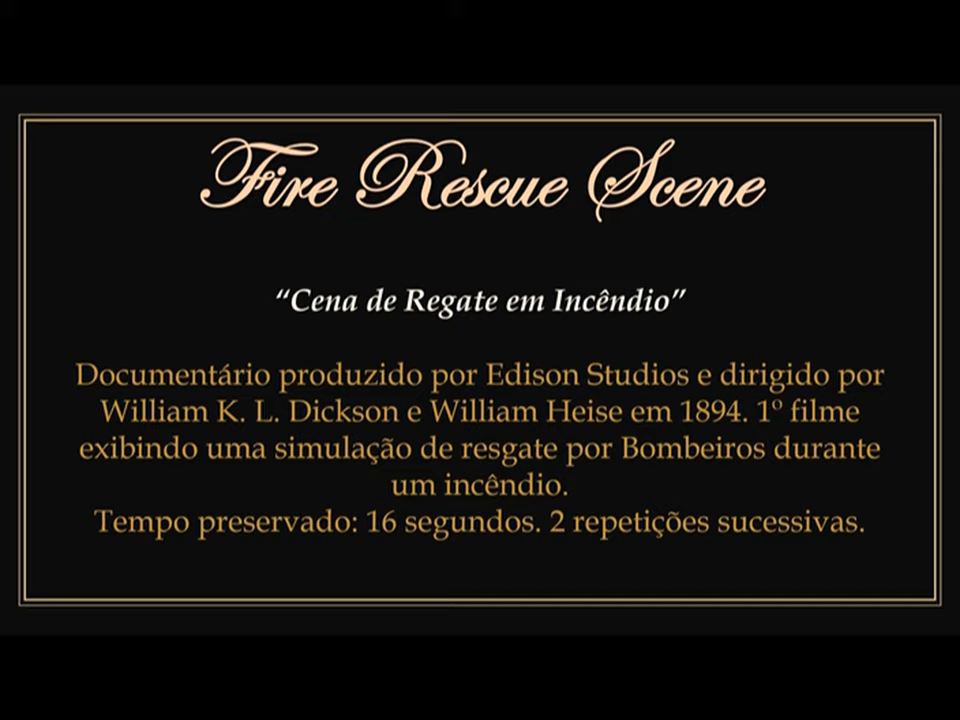 Fire Rescue Scene
“Cena de Regate em Incêndio”
Documentário produzido por Edison Studios e dirigido por
William K. L. Dickson e William Heise em 1894. 1º filme
exibindo uma simulação de resgate por Bombeiros durante
um incêndio.
Tempo preservado: 16 segundos. 2 repetições sucessivas.